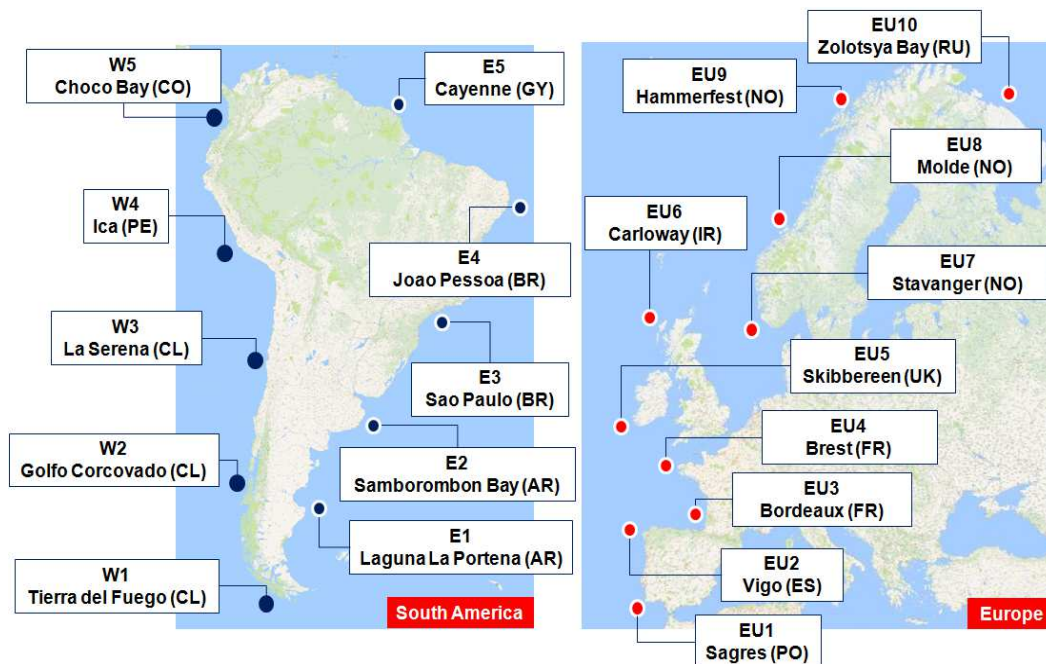 W5
Choco Bay (CO)
E5
Cayenne (GY)
W4
Ica (PE)
E4
Joao Pessoa (BR)
W3
La Serena (CL)
E3
Sao Paulo (BR)
W2
Golfo Corcovado (CL)
E2
Samborombon Bay (AR)
E1
Laguna La Portena (AR)
W1
Tierra del Fuego (CL)
South America
EU10
Zolotsya Bay (RU)
EU9
Hammerfest (NO)
EU8
Molde (NO)
EU6
Carloway (IR)
EU7
Stavanger (NO)
EU5
Skibbereen (UK)
EU4
Brest (FR)
EU3
Bordeaux (FR)
EU2
Vigo (ES)
EU1
Sagres (PO)
Europe